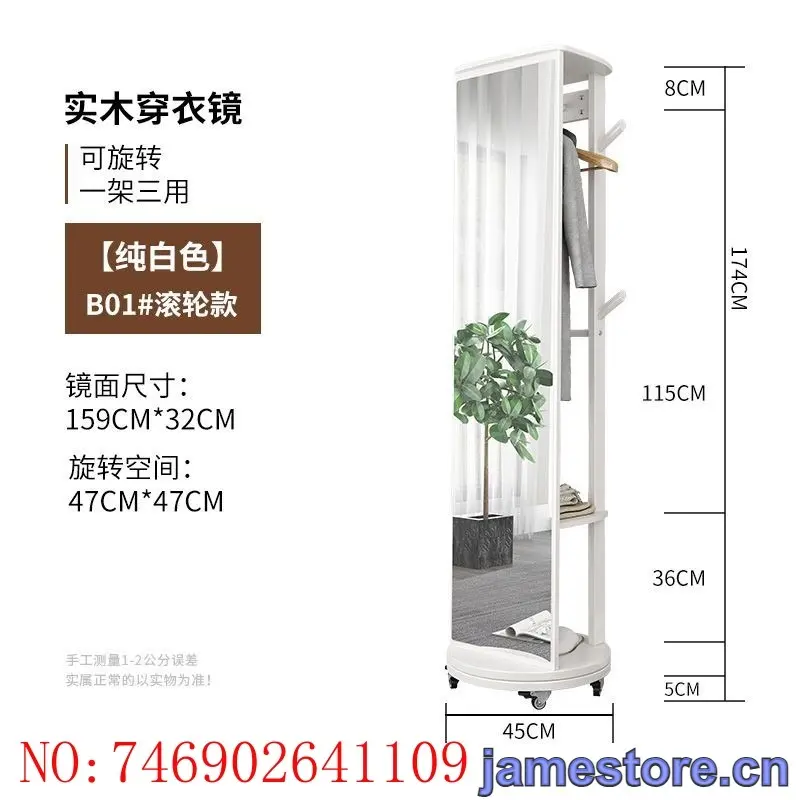 实木穿衣镜
可旋转
一架三用
【纯白色】
B01#滚轮款
镜面尺寸：
159CM*32CM
旋转空间：
47CM*47CM
手工测量1-2公分误差
实属正常的以实物为准！
8CM
174CM
115CM
36CM
5CM
45CM
NO:746902641109
jamestore.cn